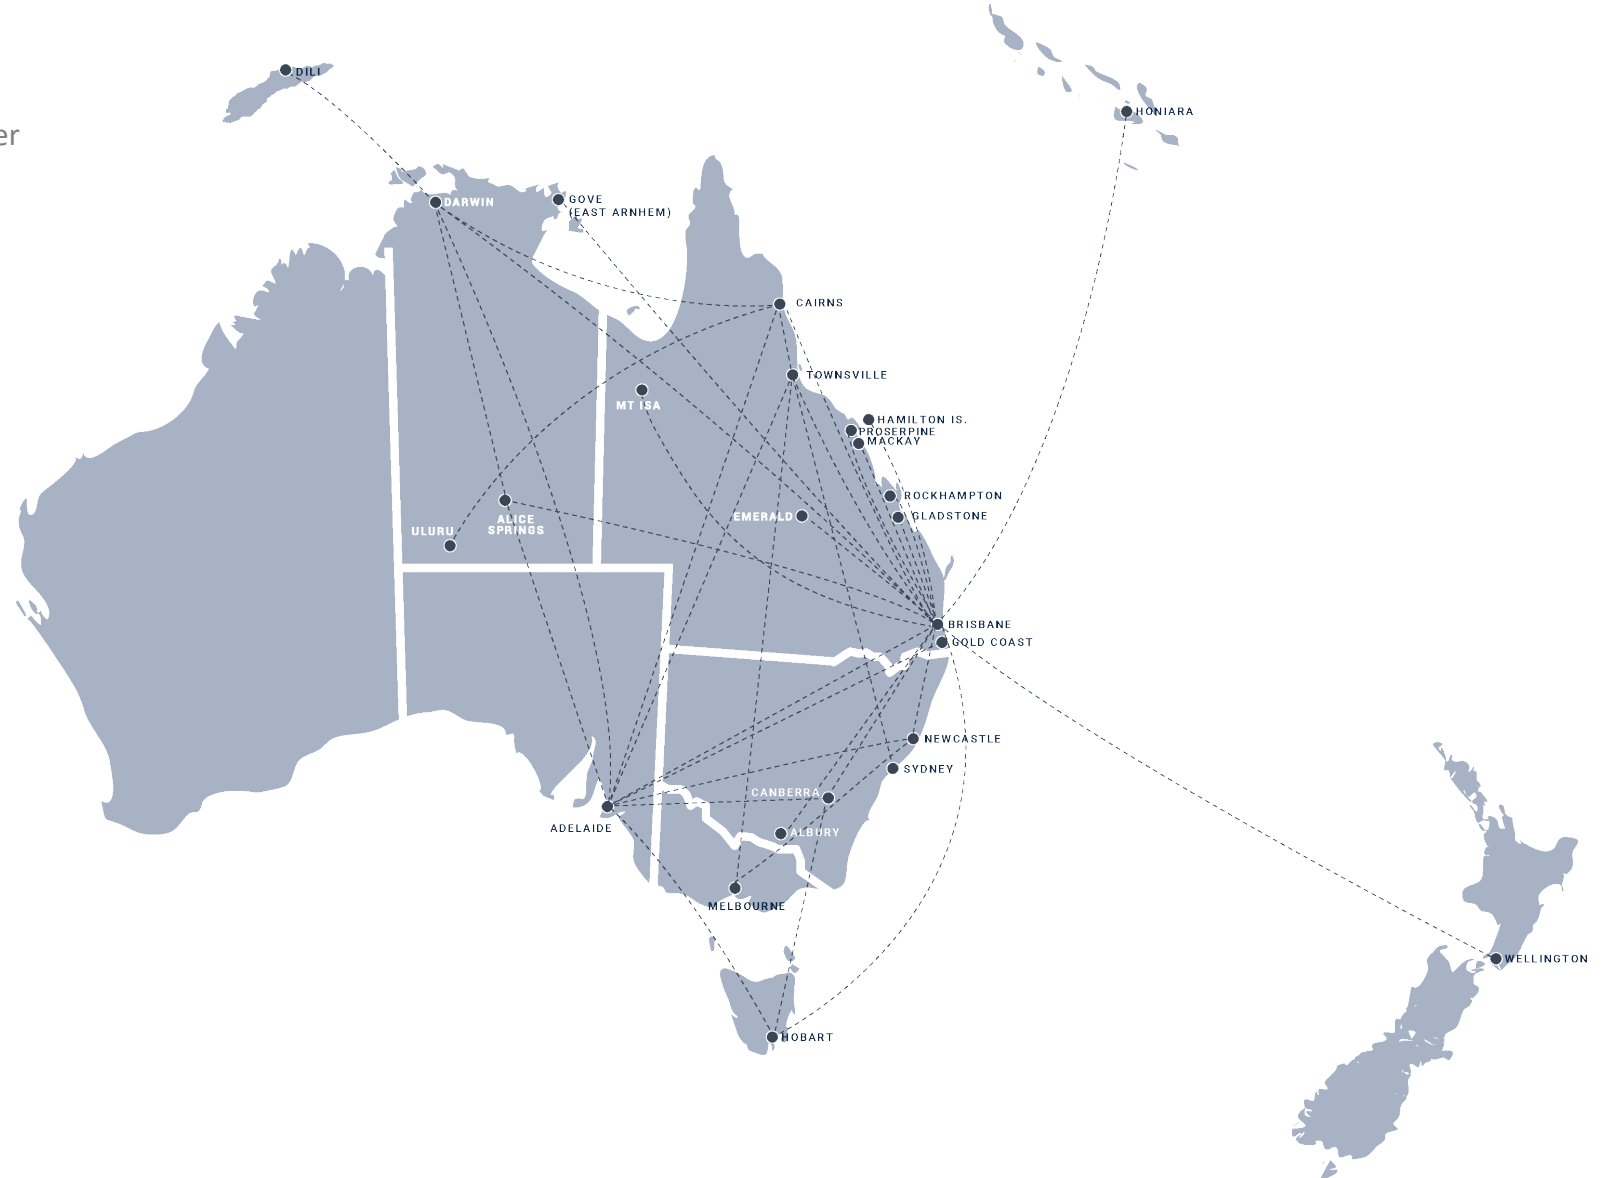 DILI
HONIARA
er
DARWIN
GOVE
(EAST ARNHEM)
CAIRNS
TOWNSVILLE
MT ISA
HAMILTON IS.
PROSERPINE
MACKAY
ROCKHAMPTON
EMERALD
GLADSTONE
ALICE
SPRINGS
ULURU
BRISBANE
GOLD COAST
NEWCASTLE
SYDNEY
CANBERRA
ADELAIDE
ALBURY
MELBOURNE
WELLINGTON
HOBART